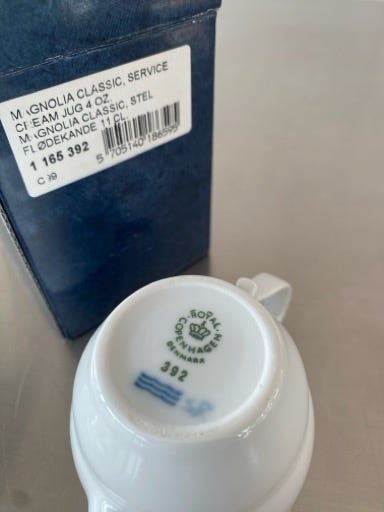 MAGNOLIA CLASSIC, SERVICE
CREAM JUG 4 OZ.
MAGNOLIA CLASSIC, STEL
FLØDEKANDE 11 CL.
1 165 392
5 705140 186595
ROYAL
COPENHAGEN
DENMARK
392